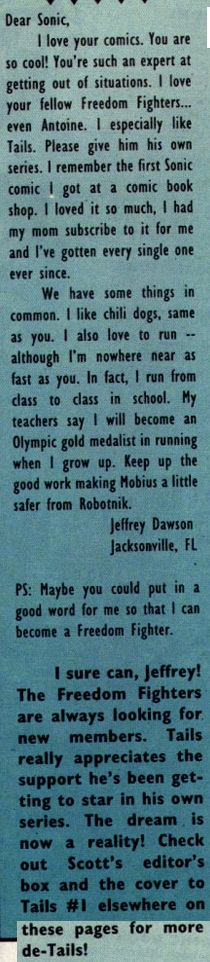 Dear Sonic,
I love your comics. You are
so cool! You're such an expert at
getting out of situations. I love
your fellow Freedom Fighters...
even Antoine. I especially like
Tails. Please give him his own
series. I remember the first Sonic
comic I got at a comic book
shop. I loved it so much, I had
my mom subscribe to it for me
and I've gotten every single one
ever since.
We have some things in
common. I like chili dogs, same
as you. I also love to run --
although I'm nowhere near as
fast as you. In fact, I run from
class to class in school. My
teachers say I will become an
Olympic gold medalist in running
when I grow up. Keep up the
good work making Mobius a little
safer from Robotnik.
Jeffrey Dawson
Jacksonville, FL
PS: Maybe you could put in a
good word for me so that I can
become a Freedom Fighter.
I sure can, Jeffrey!
The Freedom Fighters
are always looking for
new members. Tails
really appreciates the
support he's been get-
ting to star in his own
series. The dream is
now a reality! Check
out Scott's editor's
box and the cover to
Tails #1 elsewhere on
these pages for more
de-Tails!